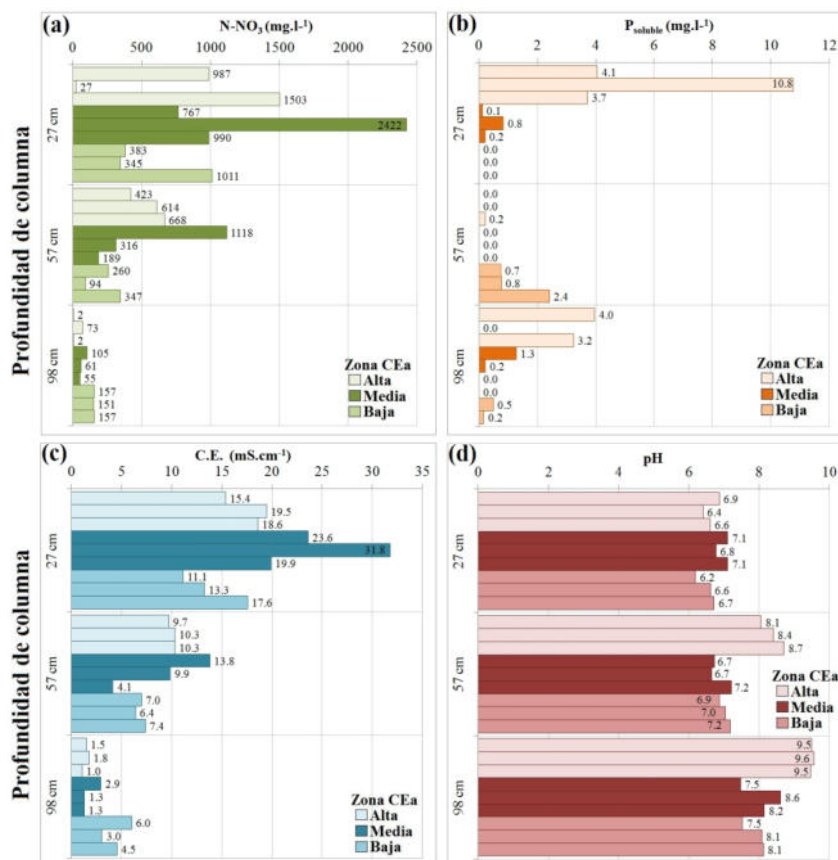 (a)
N-NO3 (mg.l-1)
0 500 1000 1500 2000 2500
Profundidad de columna
27 cm
987
27
1503
767
2422
990
383
345
1011
57 cm
423
614
668
1118
316
189
260
94
347
98 cm
2
73
2
105
61
55
157
151
157
Zona CEa
Alta
Media
Baja
(b)
Psoluble (mg.l-1)
0 2 4 6 8 10 12
27 cm
4.1
10.8
3.7
0.1
0.8
0.2
0.0
0.0
0.0
57 cm
0.0
0.0
0.2
0.0
0.0
0.0
0.7
0.8
2.4
98 cm
4.0
0.0
3.2
1.3
0.2
0.0
0.0
0.5
0.2
Zona CEa
Alta
Media
Baja
(c)
C.E. (mS.cm-1)
0 5 10 15 20 25 30 35
Profundidad de columna
27 cm
15.4
19.5
18.6
23.6
31.8
19.9
11.1
13.3
17.6
57 cm
9.7
10.3
10.3
13.8
9.9
4.1
7.0
6.4
7.4
98 cm
1.5
1.8
1.0
2.9
1.3
1.3
6.0
3.0
4.5
Zona CEa
Alta
Media
Baja
(d)
pH
0 2 4 6 8 10
27 cm
6.9
6.4
6.6
7.1
6.8
7.1
6.2
6.6
6.7
57 cm
8.1
8.4
8.7
6.7
6.7
7.2
6.9
7.0
7.2
98 cm
9.5
9.6
9.5
7.5
8.6
8.2
7.5
8.1
8.1
Zona CEa
Alta
Media
Baja